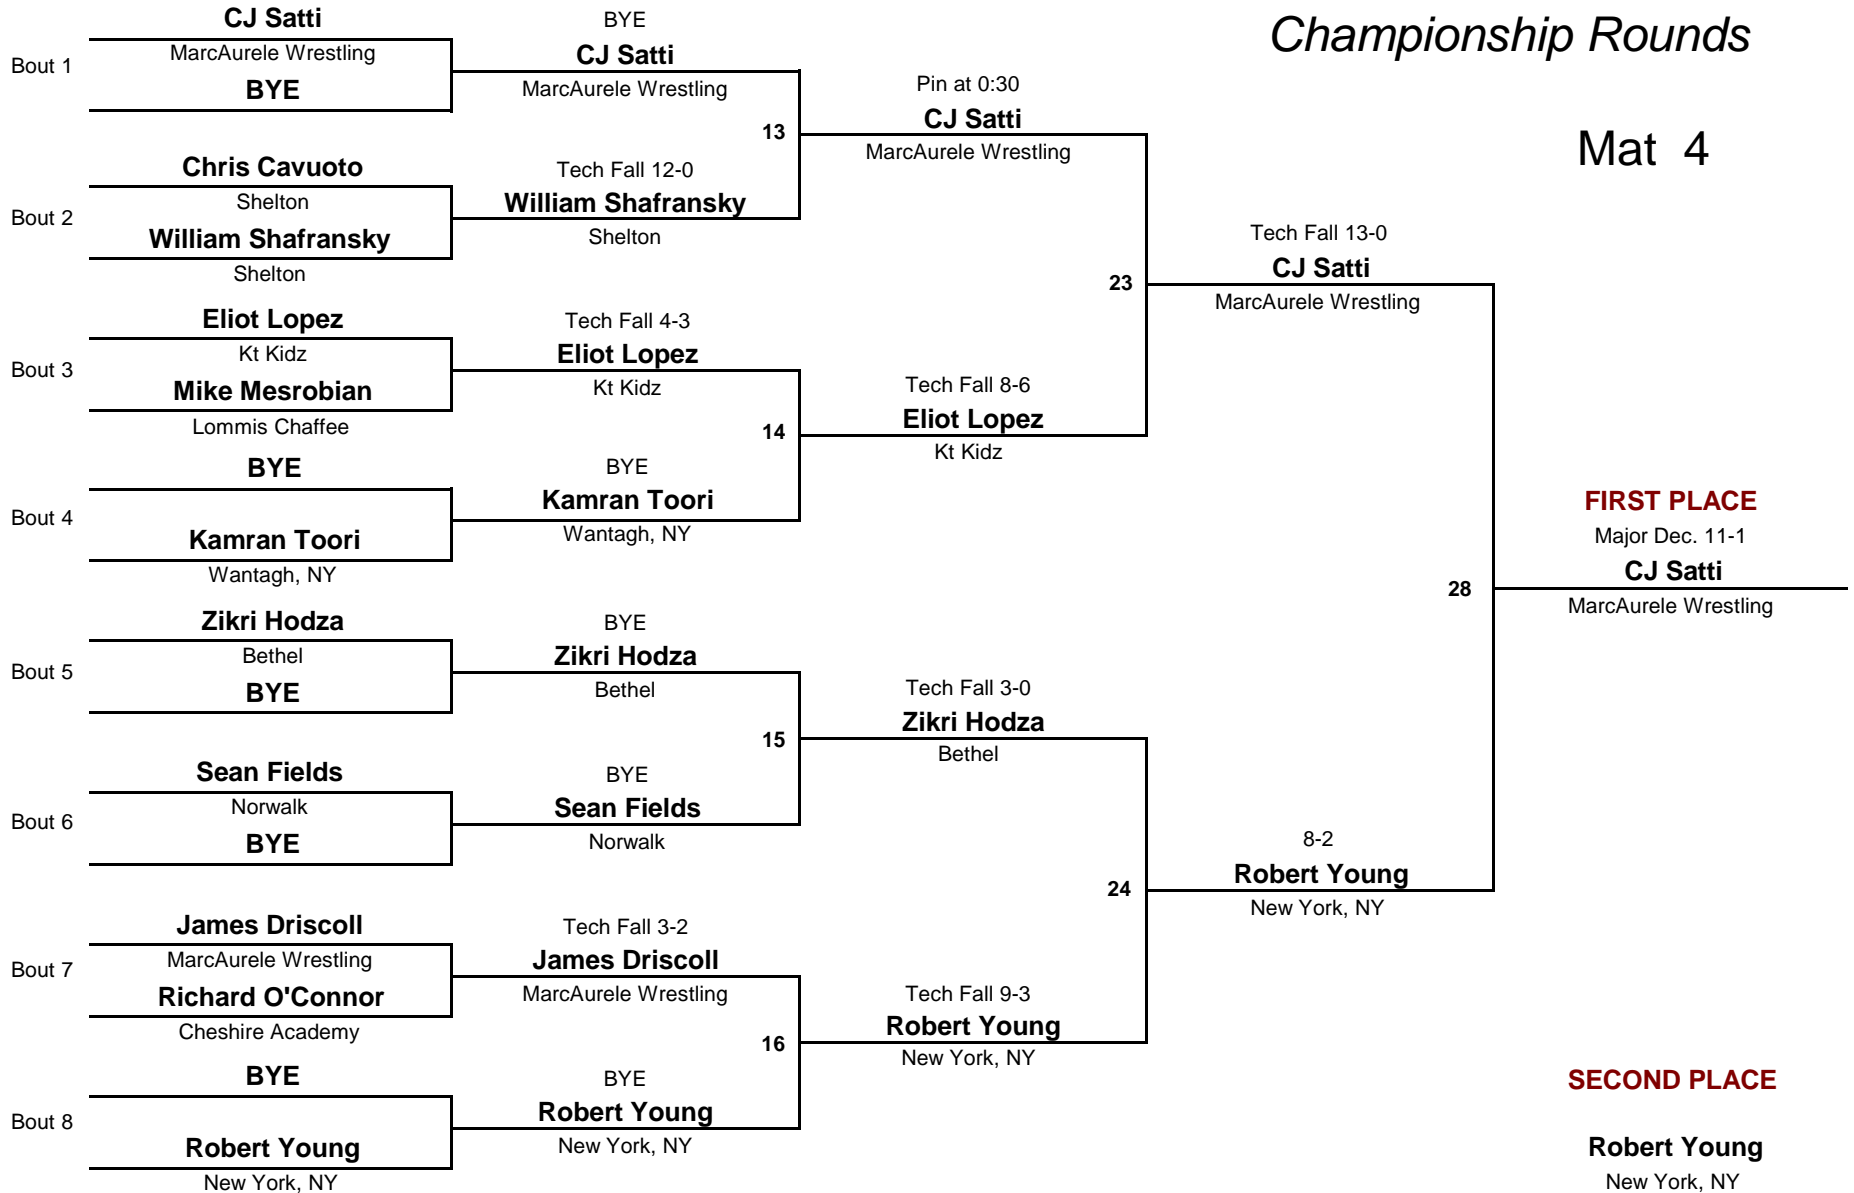 Championship Rounds
Mat 4
Bout 1
CJ Satti
MarcAurele Wrestling
BYE
Bout 2
Chris Cavuoto
Shelton
William Shafransky
Shelton
Bout 3
Eliot Lopez
Kt Kidz
Mike Mesrobian
Lommis Chaffee
Bout 4
BYE
Kamran Toori
Wantagh, NY
Bout 5
Zikri Hodza
Bethel
BYE
Bout 6
Sean Fields
Norwalk
BYE
Bout 7
James Driscoll
MarcAurele Wrestling
Richard O'Connor
Cheshire Academy
Bout 8
BYE
Robert Young
New York, NY
BYE
CJ Satti
MarcAurele Wrestling
13
Tech Fall 12-0
William Shafransky
Shelton
Tech Fall 4-3
Eliot Lopez
Kt Kidz
14
BYE
Kamran Toori
Wantagh, NY
BYE
Zikri Hodza
Bethel
15
BYE
Sean Fields
Norwalk
Tech Fall 3-2
James Driscoll
MarcAurele Wrestling
16
BYE
Robert Young
New York, NY
Pin at 0:30
CJ Satti
MarcAurele Wrestling
23
Tech Fall 8-6
Eliot Lopez
Kt Kidz
Tech Fall 3-0
Zikri Hodza
Bethel
24
Tech Fall 9-3
Robert Young
New York, NY
Tech Fall 13-0
CJ Satti
MarcAurele Wrestling
28
8-2
Robert Young
New York, NY
FIRST PLACE
Major Dec. 11-1
CJ Satti
MarcAurele Wrestling
SECOND PLACE
Robert Young
New York, NY